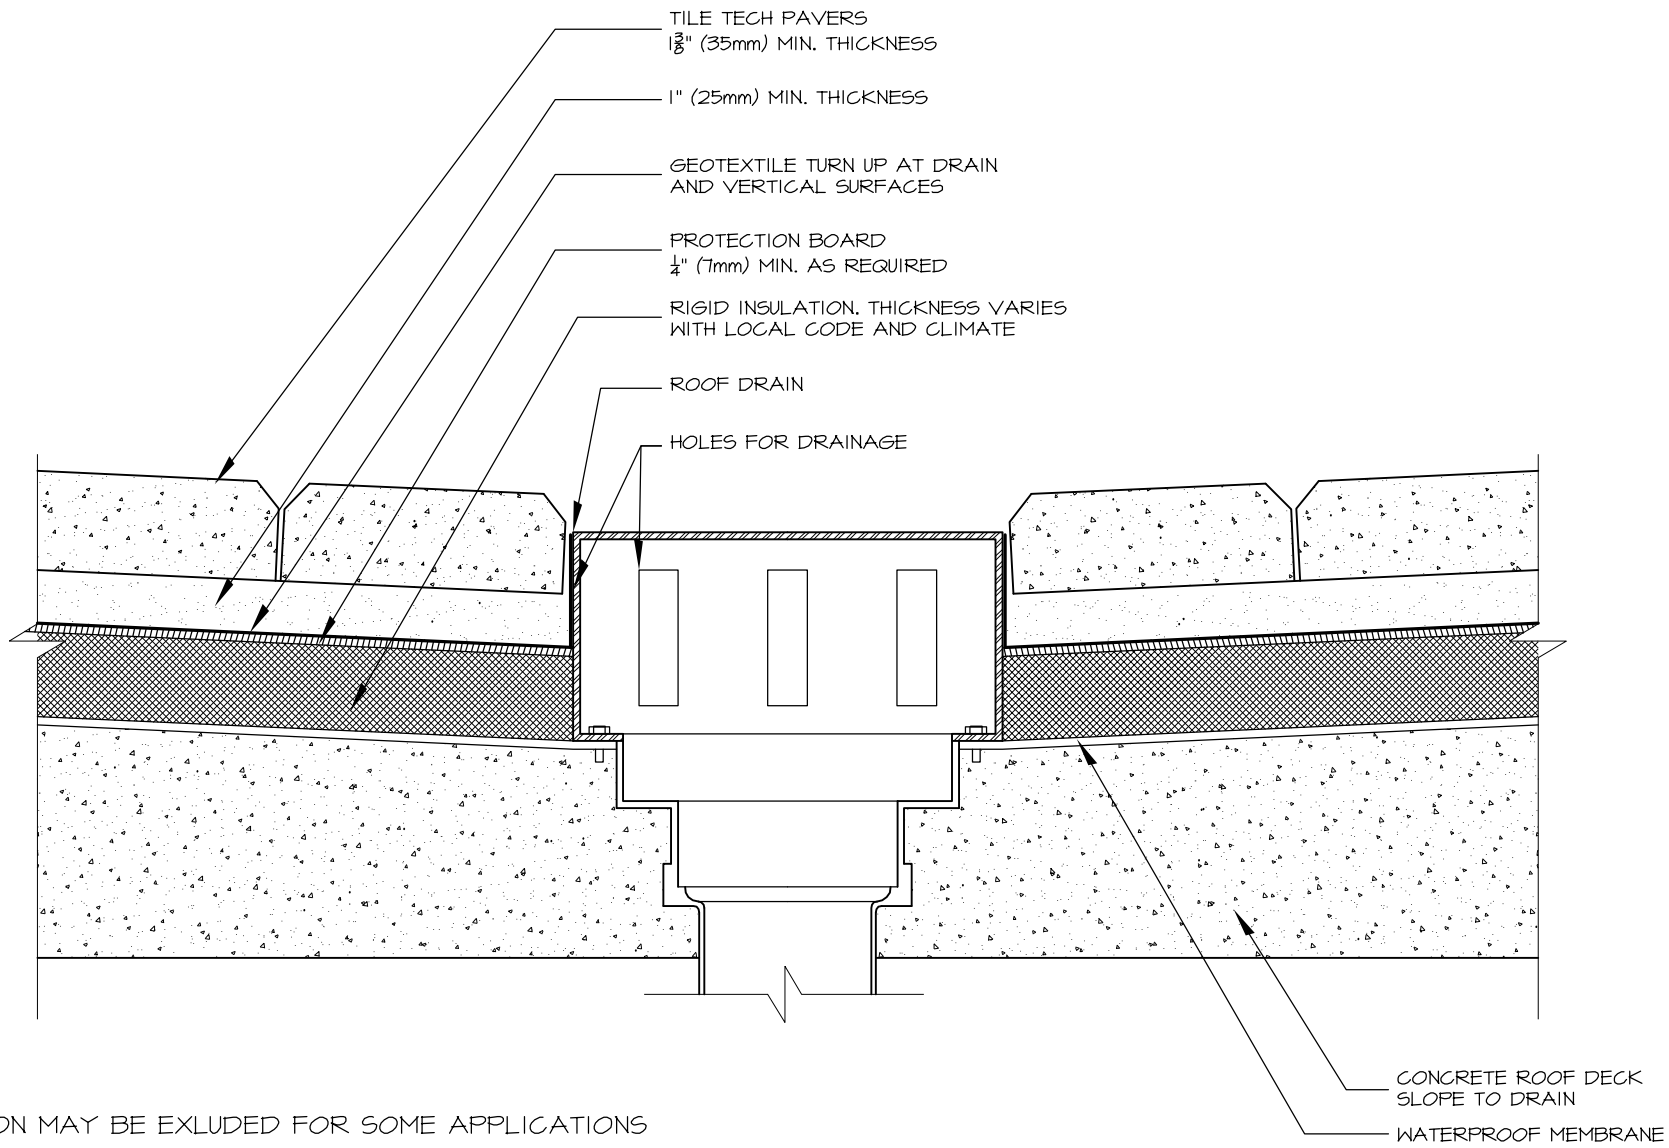 TILE TECH PAVERS
1 3/8" (35mm) MIN. THICKNESS
1" (25mm) MIN. THICKNESS
GEOTEXTILE TURN UP AT DRAIN
AND VERTICAL SURFACES
PROTECTION BOARD
1/4" (7mm) MIN. AS REQUIRED
RIGID INSULATION. THICKNESS VARIES
WITH LOCAL CODE AND CLIMATE
ROOF DRAIN
HOLES FOR DRAINAGE
CONCRETE ROOF DECK
SLOPE TO DRAIN
WATERPROOF MEMBRANE
ON MAY BE EXLUDED FOR SOME APPLICATIONS